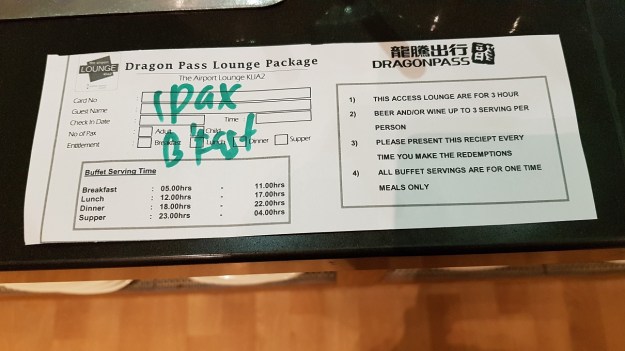 The Airport
LOUNGE
Dragon Pass Lounge Package
The Airport Lounge KLIA2
Card No :
Guest Name :
Check In Date : Time :
No of Pax : Adult Child
Entitlement : Breakfast Lunch Dinner Supper
1 pax
B'Fast
Buffet Serving Time
Breakfast : 05.00hrs - 11.00hrs
Lunch : 12.00hrs - 17.00hrs
Dinner : 18.00hrs - 22.00hrs
Supper : 23.00hrs - 04.00hrs
龍騰出行
DRAGONPASS
1) THIS ACCESS LOUNGE ARE FOR 3 HOUR
2) BEER AND/OR WINE UP TO 3 SERVING PER
PERSON
3) PLEASE PRESENT THIS RECIEPT EVERY
TIME YOU MAKE THE REDEMPTIONS
4) ALL BUFFET SERVINGS ARE FOR ONE TIME
MEALS ONLY